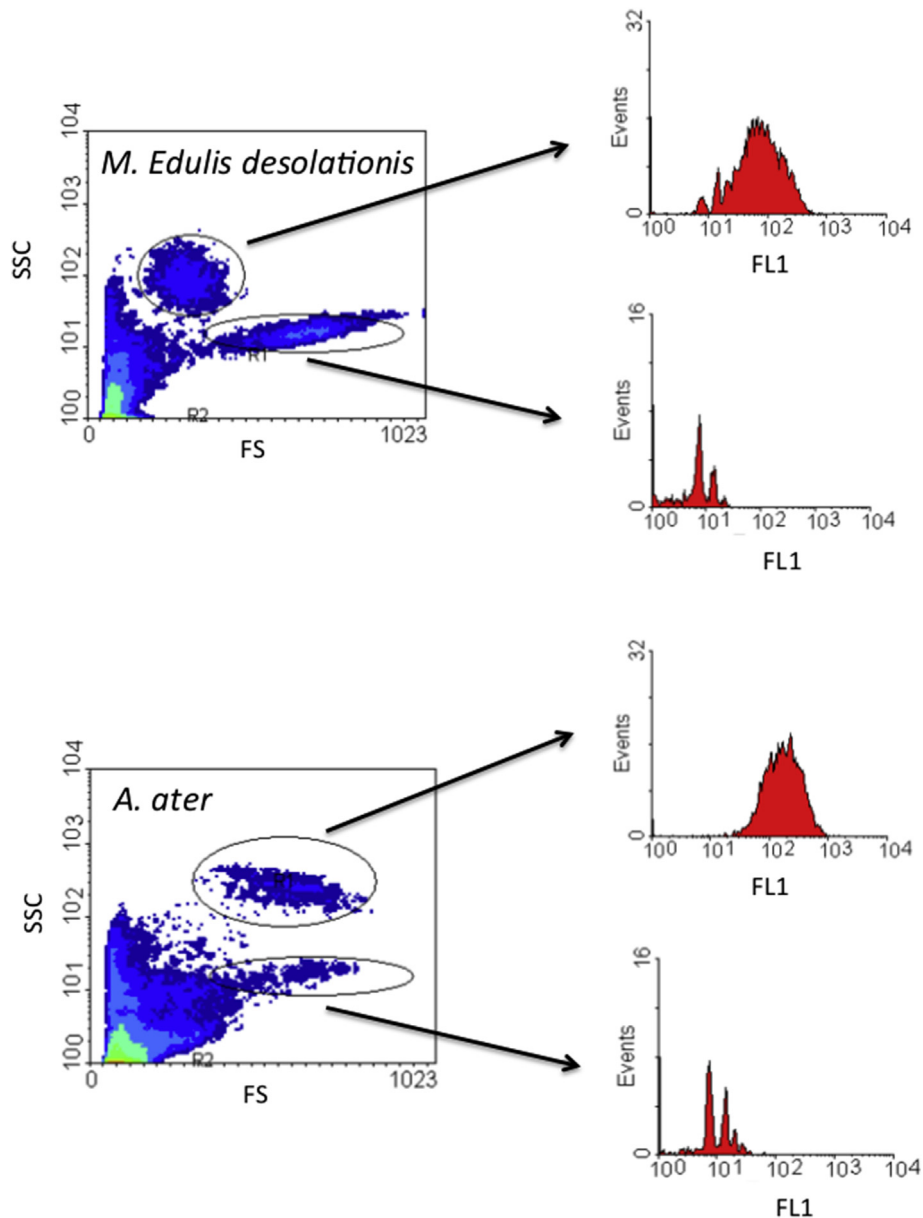 M. Edulis desolationis
SSC
104
103
102
101
100
R1
R2
0
1023
FS
32
Events
0
10⁰ 10¹ 10² 10³ 10⁴
FL1
16
Events
0
10⁰ 10¹ 10² 10³ 10⁴
FL1
A. ater
SSC
104
103
102
101
100
R1
R2
0
1023
FS
32
Events
0
10⁰ 10¹ 10² 10³ 10⁴
FL1
16
Events
0
10⁰ 10¹ 10² 10³ 10⁴
FL1